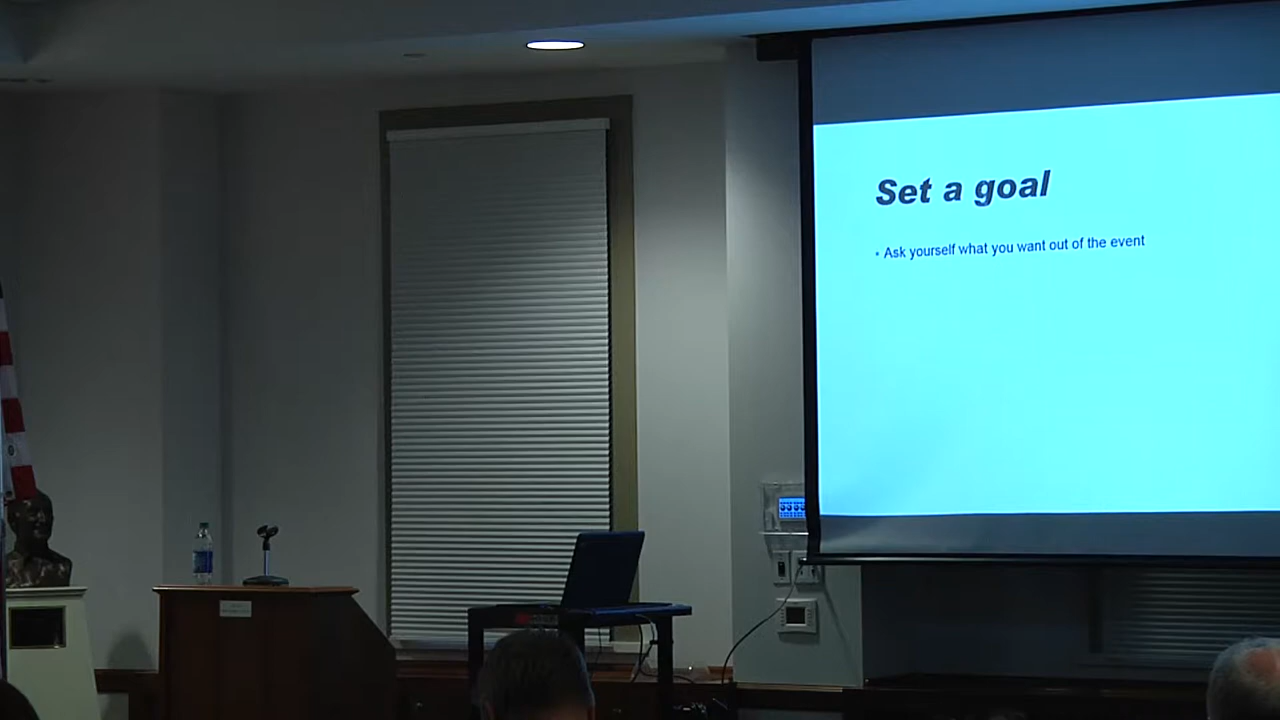 Set a goal
• Ask yourself what you want out of the event